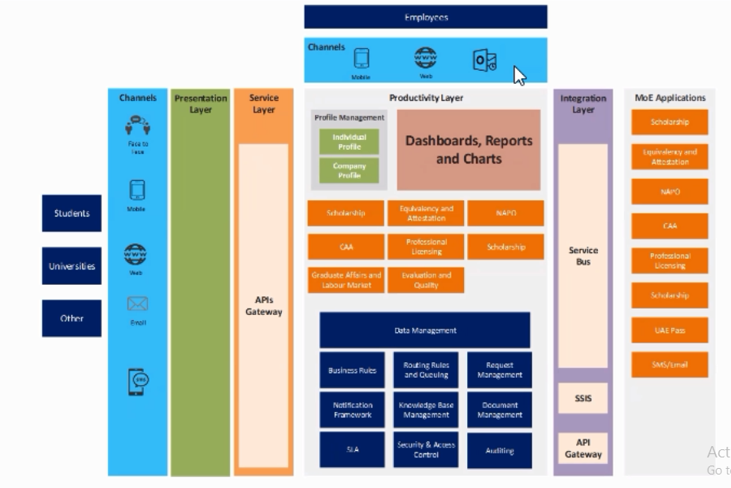 Employees
Channels
Mobile
Web
Channels
Face to
Face
Mobile
Web
Email
SMS
Students
Universities
Other
Presentation
Layer
Service
Layer
APIs
Gateway
Productivity Layer
Profile Management
Individual
Profile
Company
Profile
Dashboards, Reports
and Charts
Scholarship
Equivalency and
Attestation
NAPO
CAA
Professional
Licensing
Scholarship
Graduate Affairs and
Labour Market
Evaluation and
Quality
Data Management
Business Rules
Routing Rules
and Queuing
Request
Management
Notification
Framework
Knowledge Base
Management
Document
Management
SLA
Security & Access
Control
Auditing
Integration
Layer
Service
Bus
SSIS
API
Gateway
MoE Applications
Scholarship
Equivalency and
Attestation
NAPO
CAA
Professional
Licensing
Scholarship
UAE Pass
SMS/Email
Act
Go to